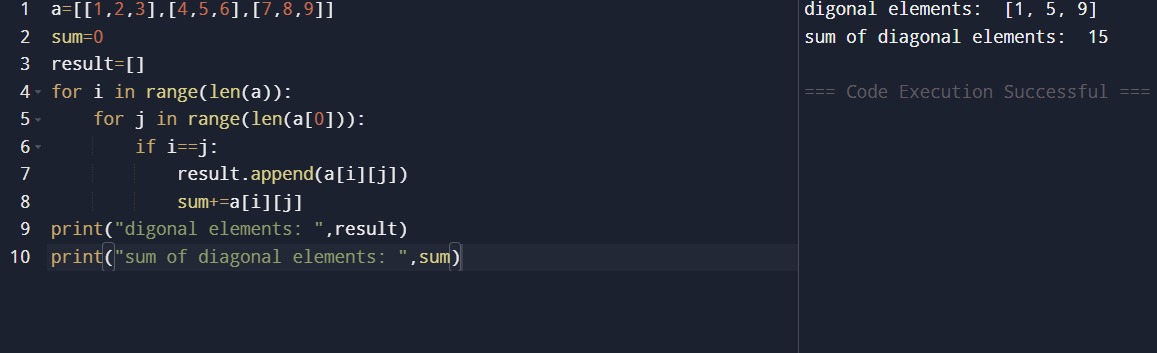 1 a=[[1,2,3],[4,5,6],[7,8,9]]
2 sum=0
3 result=[]
4 for i in range(len(a)):
5     for j in range(len(a[0])):
6         if i==j:
7             result.append(a[i][j])
8             sum+=a[i][j]
9 print("digonal elements: ",result)
10 print("sum of diagonal elements: ",sum)
digonal elements:  [1, 5, 9]
sum of diagonal elements:  15
=== Code Execution Successful ===